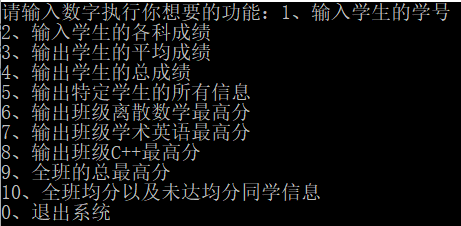 请输入数字执行你想要的功能：1、输入学生的学号
2、输入学生的各科成绩
3、输出学生的平均成绩
4、输出学生的总成绩
5、输出特定学生的所有信息
6、输出班级离散数学最高分
7、输出班级学术英语最高分
8、输出班级C++最高分
9、全班的总最高分
10、全班均分以及未达均分同学信息
0、退出系统